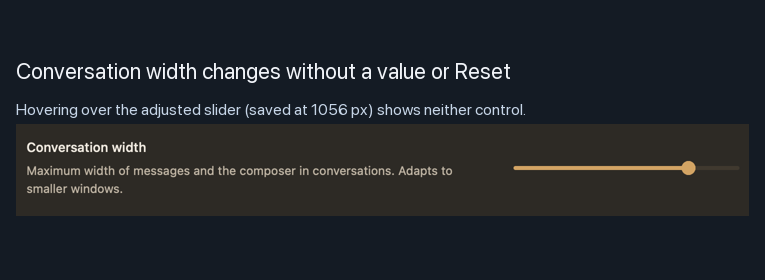 Conversation width changes without a value or Reset
Hovering over the adjusted slider (saved at 1056 px) shows neither control.
Conversation width
Maximum width of messages and the composer in conversations. Adapts to
smaller windows.